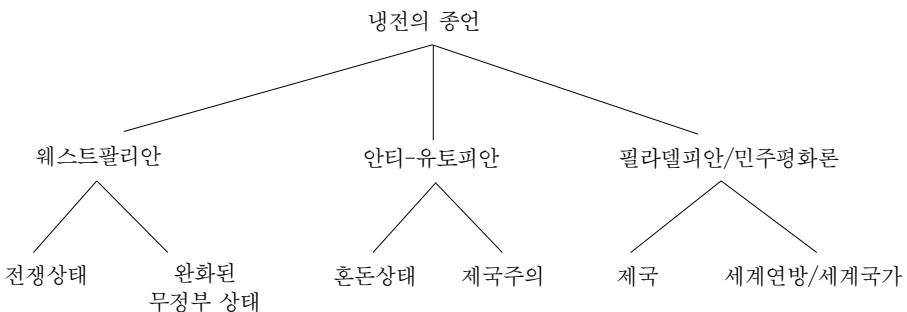 냉전의 종언
웨스트팔리안
안티-유토피안
필라델피안/민주평화론
전쟁상태
완화된
무정부 상태
혼돈상태
제국주의
제국
세계연방/세계국가